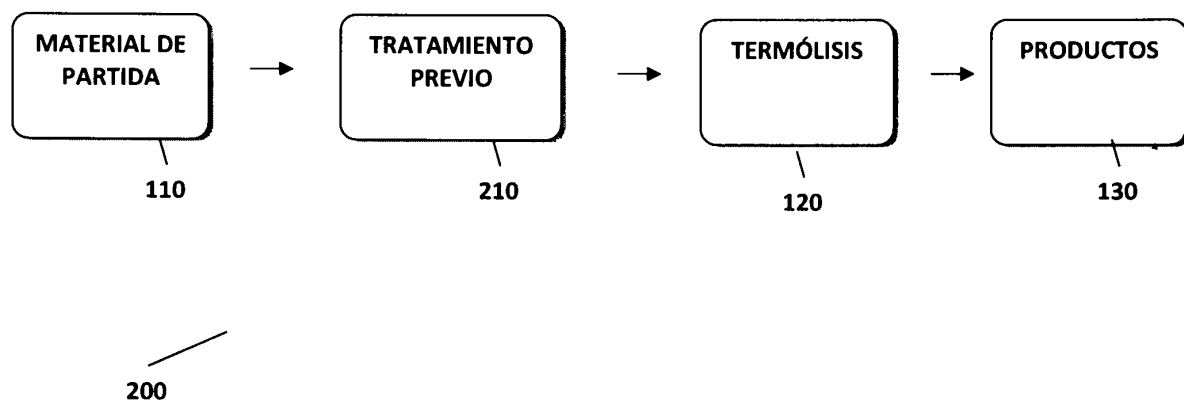 MATERIAL DE
PARTIDA
TRATAMIENTO
PREVIO
TERMÓLISIS
PRODUCTOS
110
210
120
130
200